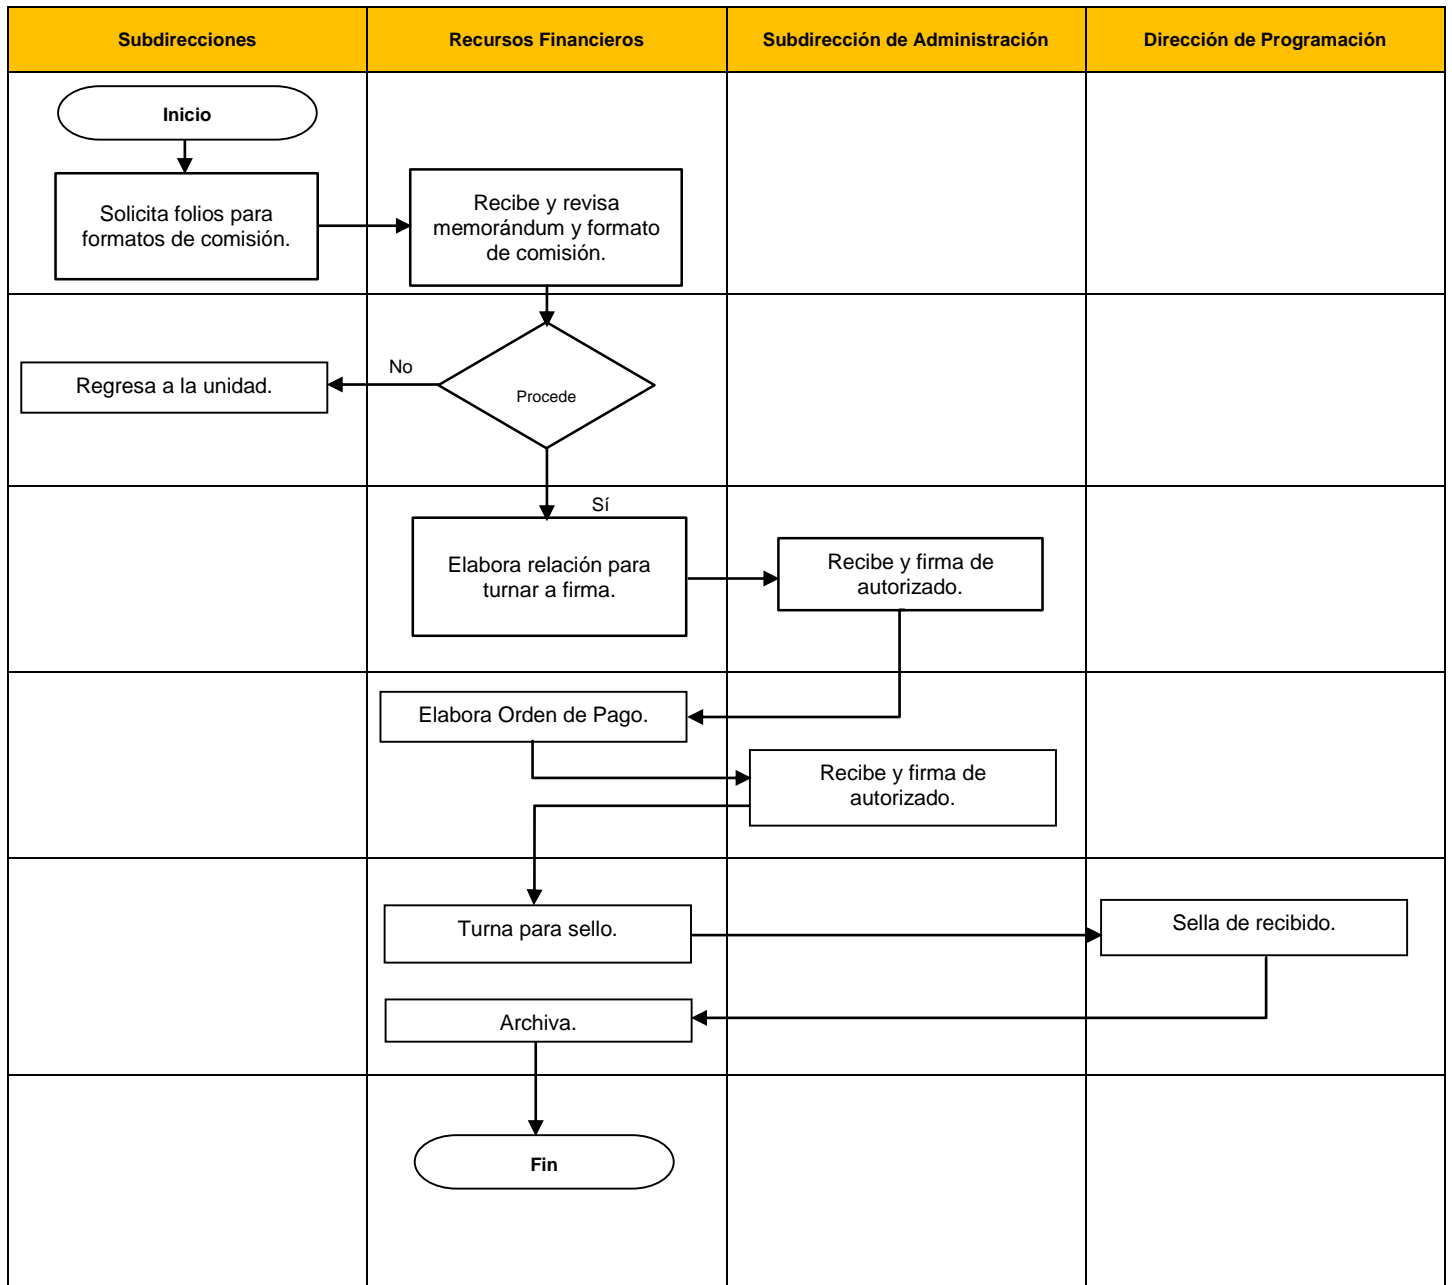 Subdirecciones
Recursos Financieros
Subdirección de Administración
Dirección de Programación
Inicio
Solicita folios para
formatos de comisión.
Recibe y revisa
memorándum y formato
de comisión.
Regresa a la unidad.
No
Procede
Sí
Elabora relación para
turnar a firma.
Recibe y firma de
autorizado.
Elabora Orden de Pago.
Recibe y firma de
autorizado.
Turna para sello.
Sella de recibido.
Archiva.
Fin